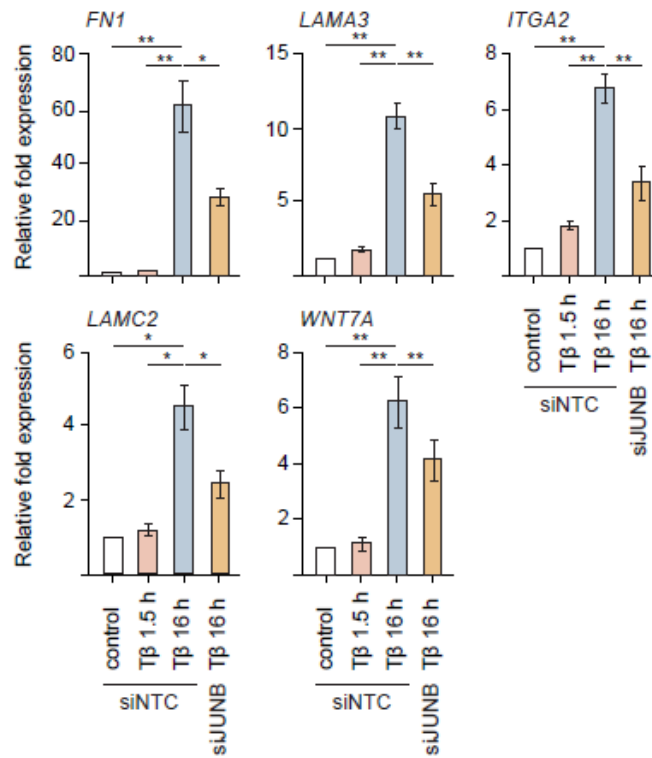 FN1
LAMA3
ITGA2
Relative fold expression
80
60
40
20
** ** *
15
10
5
** ** **
8
6
4
2
** ** **
control
Tβ 1.5 h
Tβ 16 h
Tβ 16 h
siNTC
siJUNB
LAMC2
WNT7A
Relative fold expression
6
4
2
* * *
8
6
4
2
** ** **
control
Tβ 1.5 h
Tβ 16 h
Tβ 16 h
siNTC
siJUNB
control
Tβ 1.5 h
Tβ 16 h
Tβ 16 h
siNTC
siJUNB